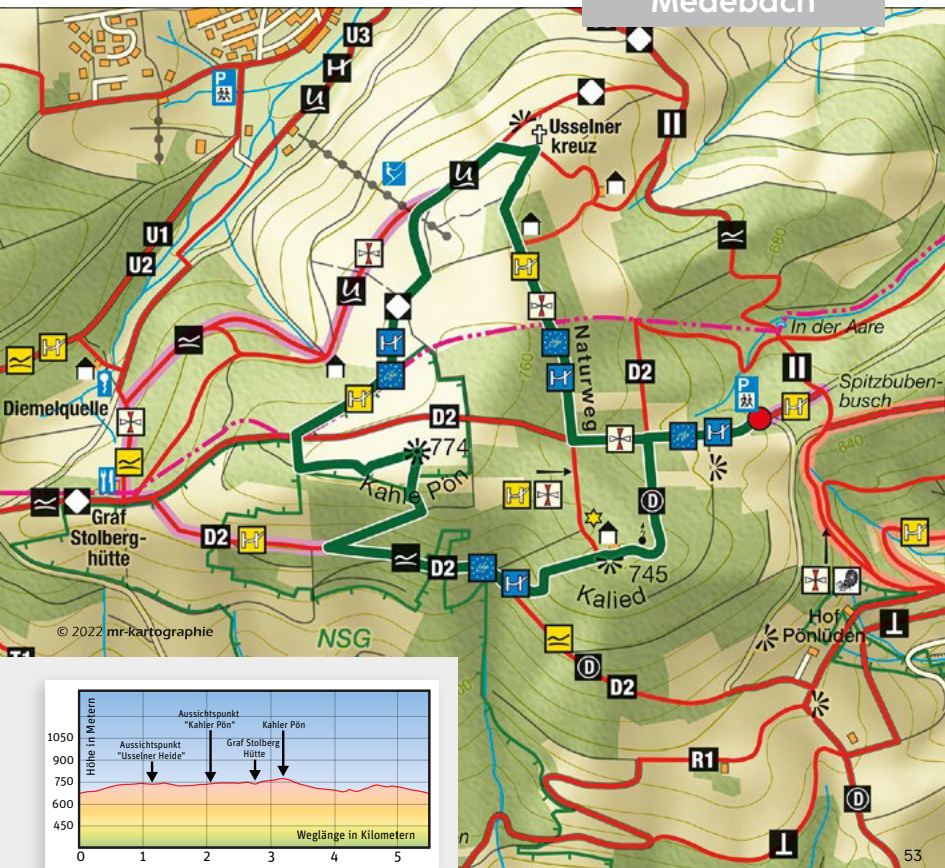 Medebach
U3
P
Usselner
kreuz
U
U1
U2
680
In der Aare
760
Naturweg
U
D2
P
Spitzbuben-
busch
Diemelquelle
D2
774
640
Kahle Pön
D
Graf
Stolberg-
hütte
D2
D2
745
Kalied
Hof
Pönlüden
© 2022 mr-kartographie
NSG
T
D
D2
R1
D
T
Höhe in Metern
1050
900
750
600
450
Aussichtspunkt
"Usselner Heide"
Aussichtspunkt
"Kahler Pön"
Graf Stolberg
Hütte
Kahler Pön
Weglänge in Kilometern
0 1 2 3 4 5
53